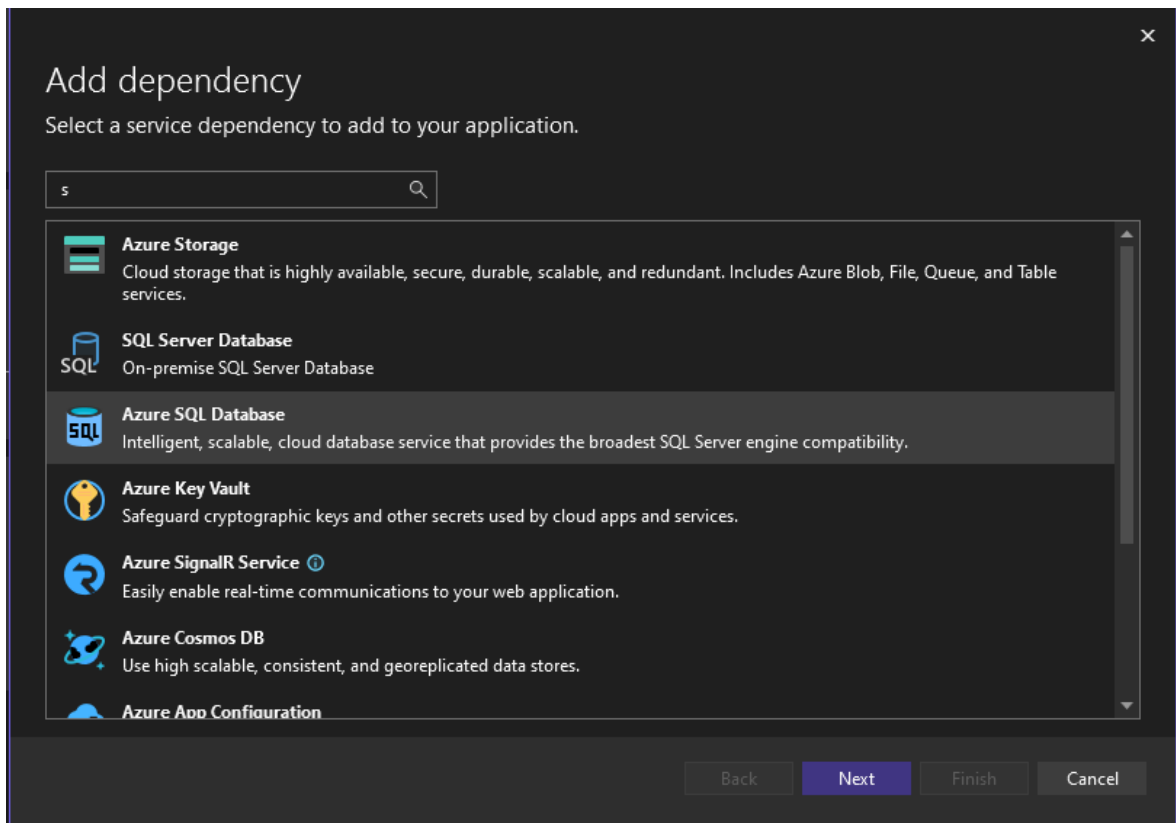 Add dependency
Select a service dependency to add to your application.
s
Azure Storage
Cloud storage that is highly available, secure, durable, scalable, and redundant. Includes Azure Blob, File, Queue, and Table
services.
SQL
SQL Server Database
On-premise SQL Server Database
SQL
Azure SQL Database
Intelligent, scalable, cloud database service that provides the broadest SQL Server engine compatibility.
Azure Key Vault
Safeguard cryptographic keys and other secrets used by cloud apps and services.
Azure SignalR Service
Easily enable real-time communications to your web application.
Azure Cosmos DB
Use high scalable, consistent, and georeplicated data stores.
Azure App Configuration
Back Next Finish Cancel